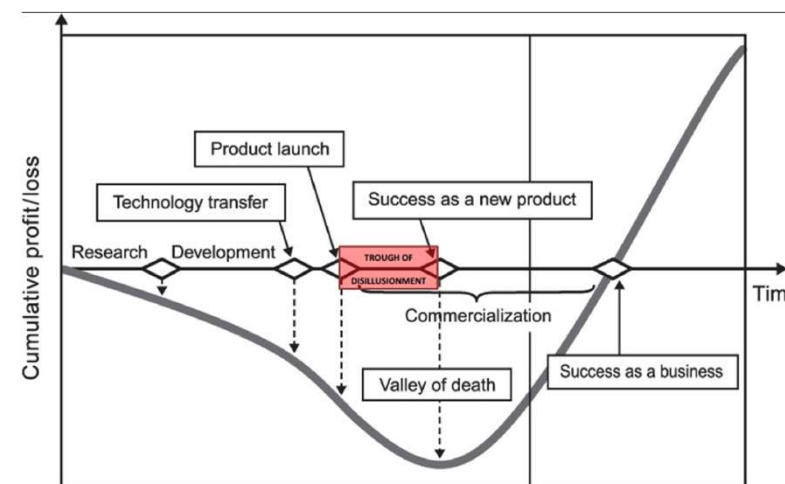 Product launch
Technology transfer
Success as a new product
Research
Development
TROUGH OF
DISILLUSIONMENT
Tim
Commercialization
Valley of death
Success as a business
Cumulative profit/loss